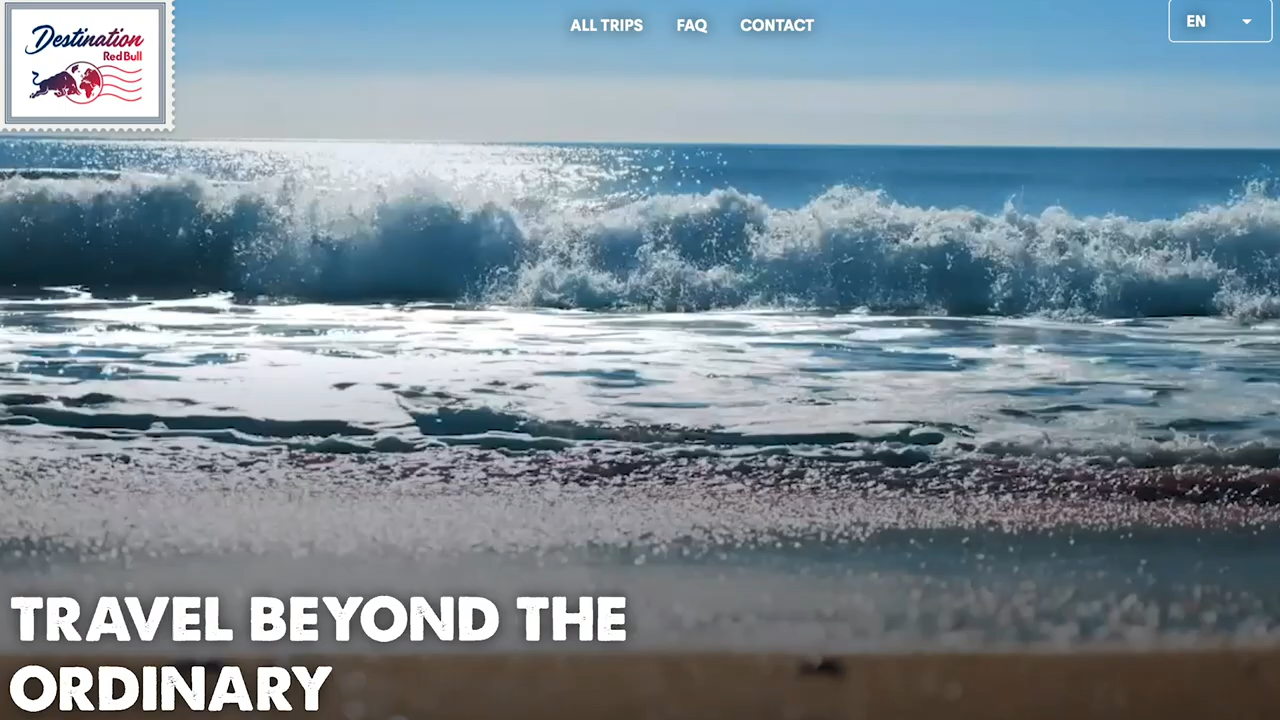 Destination
Red Bull
ALL TRIPS
FAQ
CONTACT
EN
TRAVEL BEYOND THE
ORDINARY